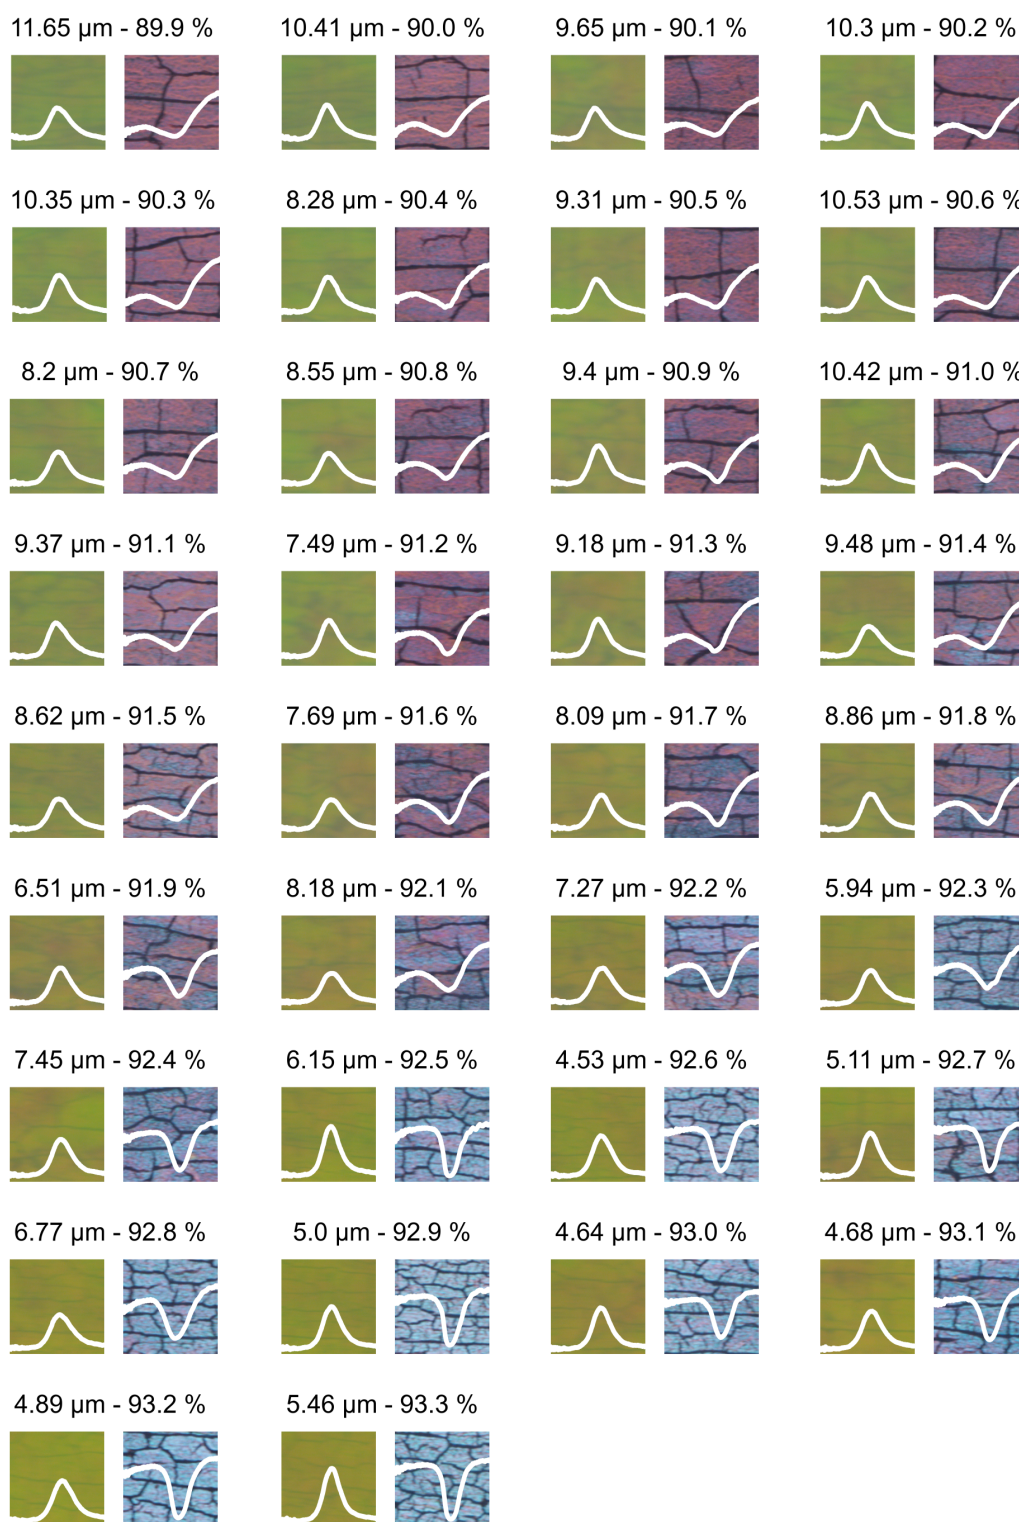 11.65 µm - 89.9 % 10.41 µm - 90.0 % 9.65 µm - 90.1 % 10.3 µm - 90.2 %
10.35 µm - 90.3 % 8.28 µm - 90.4 % 9.31 µm - 90.5 % 10.53 µm - 90.6 %
8.2 µm - 90.7 % 8.55 µm - 90.8 % 9.4 µm - 90.9 % 10.42 µm - 91.0 %
9.37 µm - 91.1 % 7.49 µm - 91.2 % 9.18 µm - 91.3 % 9.48 µm - 91.4 %
8.62 µm - 91.5 % 7.69 µm - 91.6 % 8.09 µm - 91.7 % 8.86 µm - 91.8 %
6.51 µm - 91.9 % 8.18 µm - 92.1 % 7.27 µm - 92.2 % 5.94 µm - 92.3 %
7.45 µm - 92.4 % 6.15 µm - 92.5 % 4.53 µm - 92.6 % 5.11 µm - 92.7 %
6.77 µm - 92.8 % 5.0 µm - 92.9 % 4.64 µm - 93.0 % 4.68 µm - 93.1 %
4.89 µm - 93.2 % 5.46 µm - 93.3 %